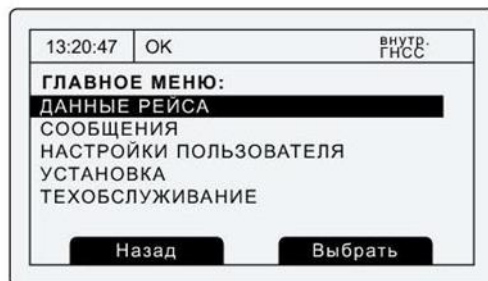 13:20:47 OK внутр. ГНСС
ГЛАВНОЕ МЕНЮ:
ДАННЫЕ РЕЙСА
СООБЩЕНИЯ
НАСТРОЙКИ ПОЛЬЗОВАТЕЛЯ
УСТАНОВКА
ТЕХОБСЛУЖИВАНИЕ
Назад Выбрать